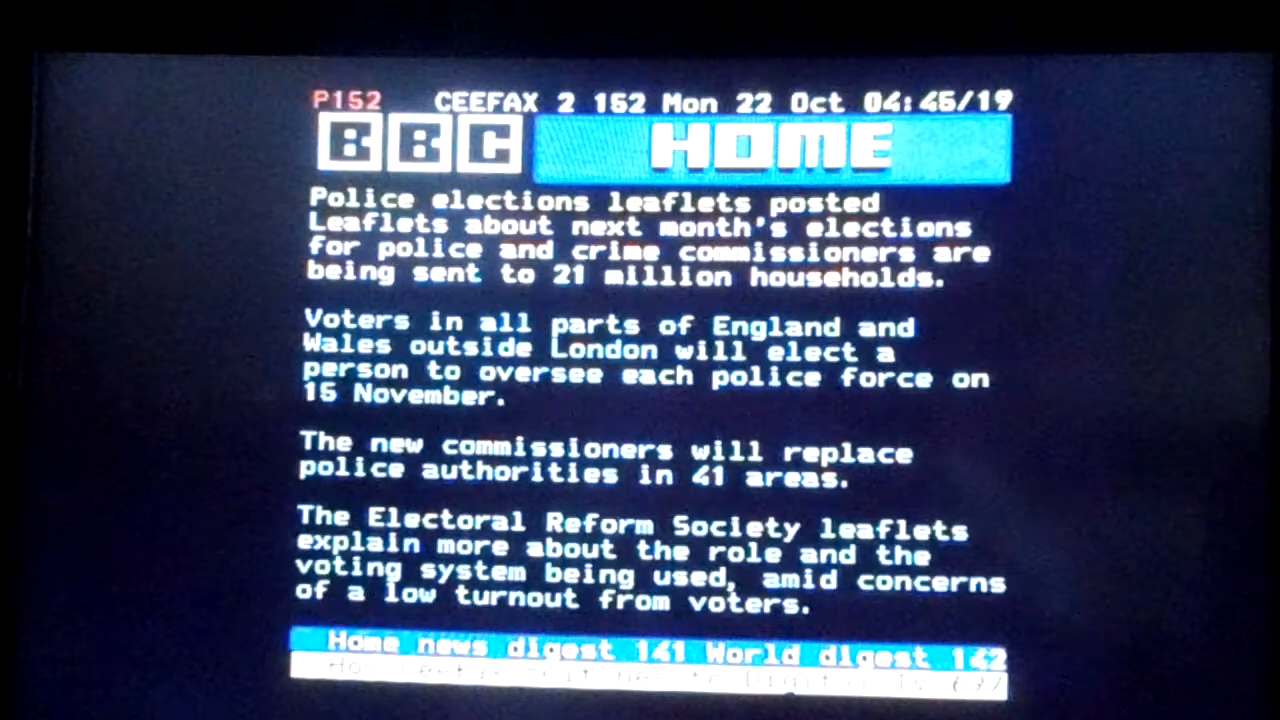 P152 CEEFAX 2 152 Mon 22 Oct 04:45/19
BBC HOME
Police elections leaflets posted
Leaflets about next month's elections
for police and crime commissioners are
being sent to 21 million households.
Voters in all parts of England and
Wales outside London will elect a
person to oversee each police force on
15 November.
The new commissioners will replace
police authorities in 41 areas.
The Electoral Reform Society leaflets
explain more about the role and the
voting system being used, amid concerns
of a low turnout from voters.
Home news digest 141 World digest 142